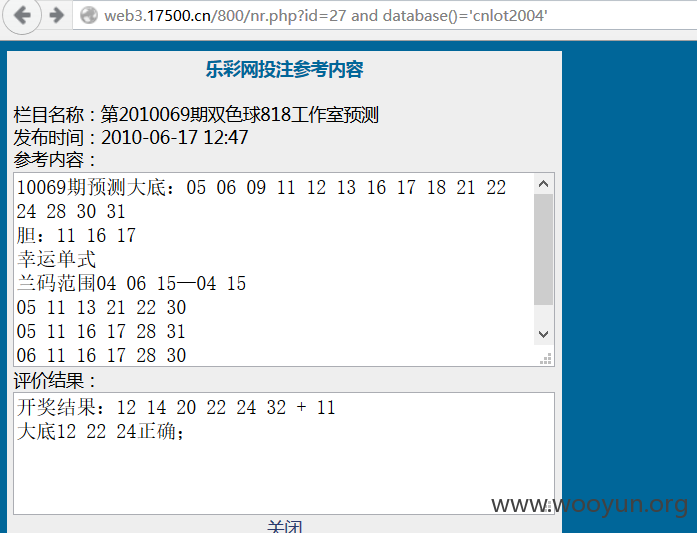 web3.17500.cn/800/nr.php?id=27 and database()='cnlot2004'
乐彩网投注参考内容
栏目名称：第2010069期双色球818工作室预测
发布时间：2010-06-17 12:47
参考内容：
10069期预测大底：05 06 09 11 12 13 16 17 18 21 22
24 28 30 31
胆：11 16 17
幸运单式
兰码范围04 06 15—04 15
05 11 13 21 22 30
05 11 16 17 28 31
06 11 16 17 28 30
评价结果：
开奖结果：12 14 20 22 24 32 + 11
大底12 22 24正确；
www.wooyun.org
关闭